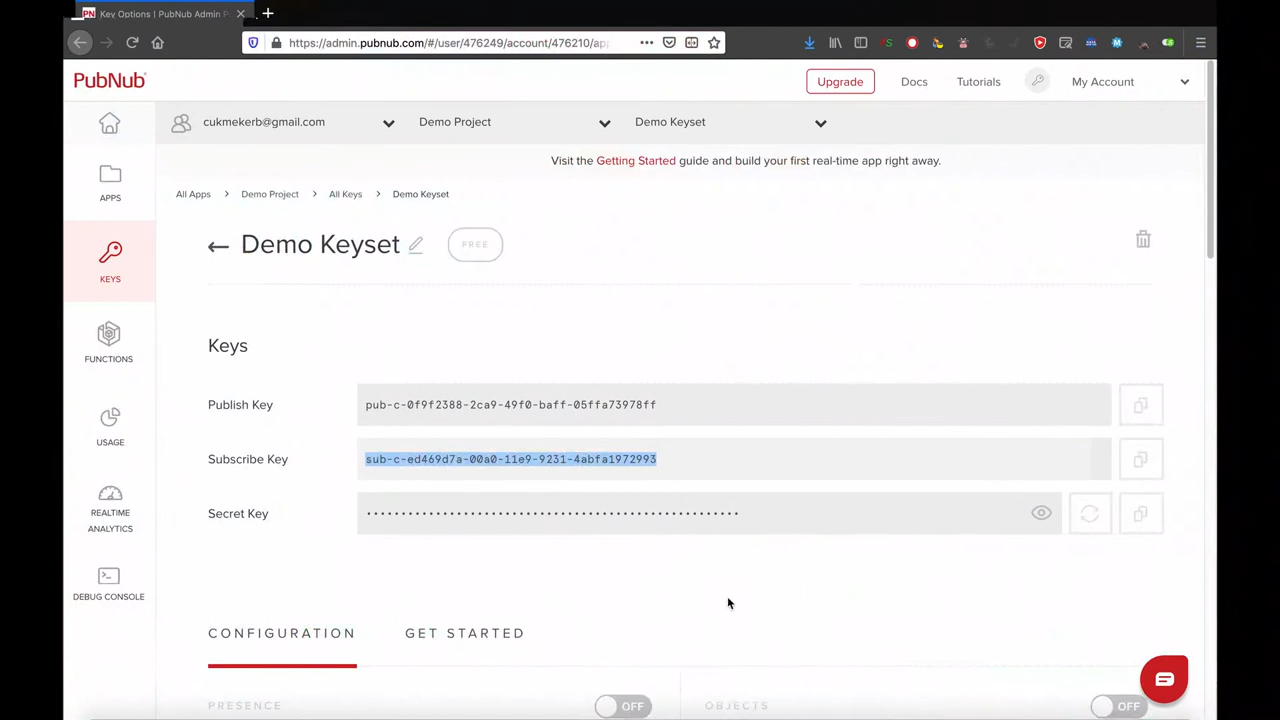 PN Key Options | PubNub Admin P
https://admin.pubnub.com/#/user/476249/account/476210/app
PubNub
Upgrade
Docs
Tutorials
My Account
cukmekerb@gmail.com
Demo Project
Demo Keyset
Visit the Getting Started guide and build your first real-time app right away.
All Apps > Demo Project > All Keys > Demo Keyset
APPS
KEYS
FUNCTIONS
USAGE
REALTIME
ANALYTICS
DEBUG CONSOLE
← Demo Keyset
FREE
Keys
Publish Key
pub-c-0f9f2388-2ca9-49f0-baff-05ffa73978ff
Subscribe Key
sub-c-ed469d7a-00a0-11e9-9231-4abfa1972993
Secret Key
••••••••••••••••••••••••••••••••••••••••••••••••••••••
CONFIGURATION
GET STARTED
PRESENCE
OFF
OBJECTS
OFF